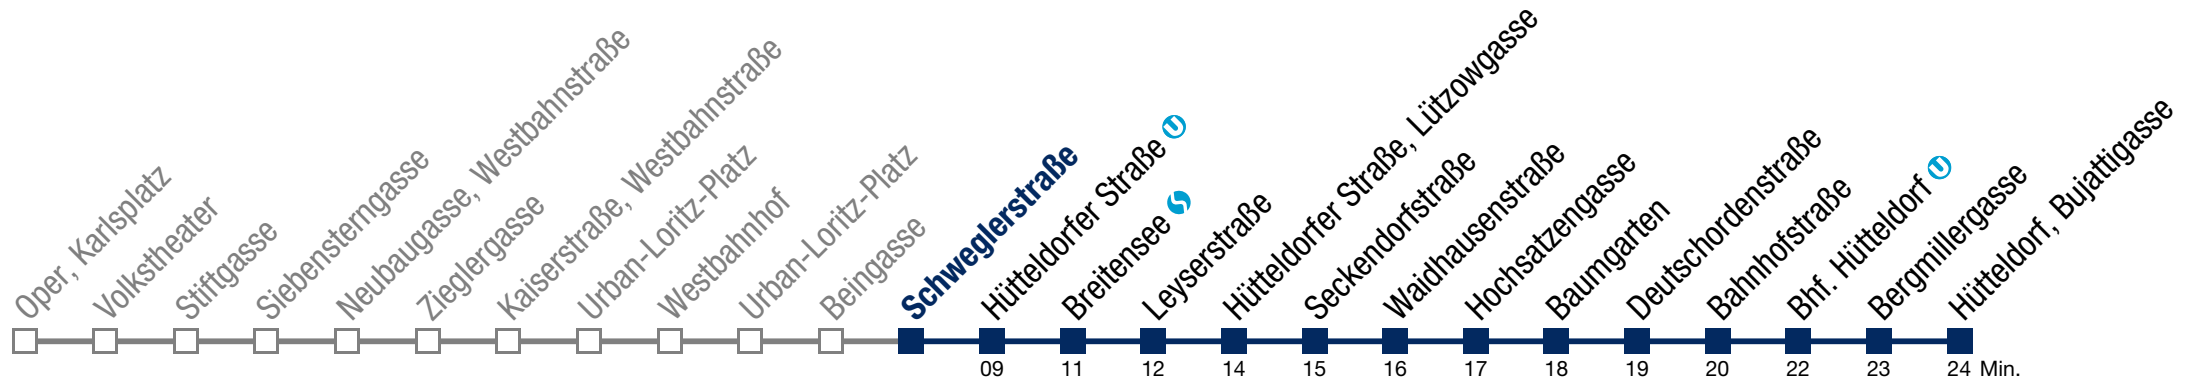 Oper, Karlsplatz
Volkstheater
Stiftgasse
Siebensterngasse
Neubaugasse, Westbahnstraße
Zieglergasse
Kaiserstraße, Westbahnstraße
Urban-Loritz-Platz
Westbahnhof
Urban-Loritz-Platz
Beingasse
Schweglerstraße
Hütteldorfer Straße U
Breitensee S
Leyserstraße
Hütteldorfer Straße, Lützowgasse
Seckendorfstraße
Waidhausenstraße
Hochsatzengasse
Baumgarten
Deutschordenstraße
Bahnhofstraße
Bhf. Hütteldorf U
Bergmillergasse
Hütteldorf, Bujattigasse
09 11 12 14 15 16 17 18 19 20 22 23 24 Min.